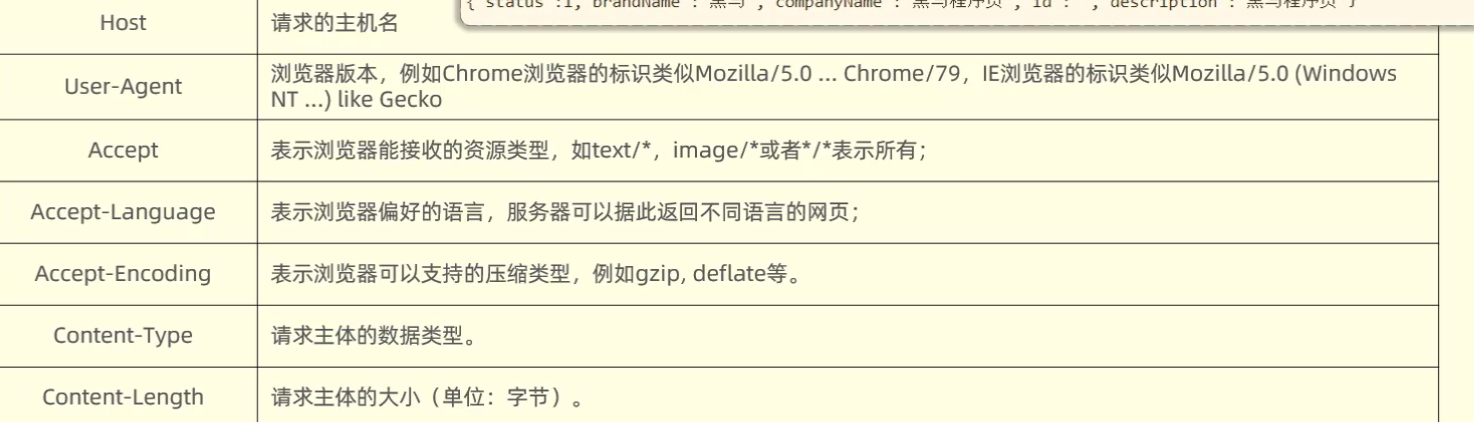 {"status":1,"brandName":"黑马","companyName":"黑马程序员","id":"","description":"黑马程序员"}
Host 请求的主机名
User-Agent 浏览器版本，例如Chrome浏览器的标识类似Mozilla/5.0 ... Chrome/79，IE浏览器的标识类似Mozilla/5.0 (Windows
NT ...) like Gecko
Accept 表示浏览器能接收的资源类型，如text/*，image/*或者*/*表示所有；
Accept-Language 表示浏览器偏好的语言，服务器可以据此返回不同语言的网页；
Accept-Encoding 表示浏览器可以支持的压缩类型，例如gzip, deflate等。
Content-Type 请求主体的数据类型。
Content-Length 请求主体的大小（单位：字节）。